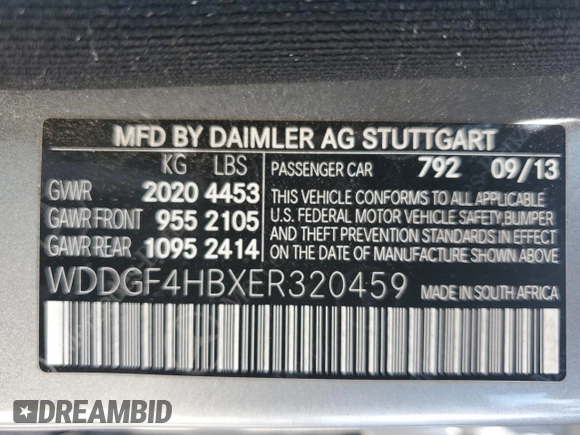 MFD BY DAIMLER AG STUTTGART
KG LBS
GVWR 2020 4453
GAWR FRONT 955 2105
GAWR REAR 1095 2414
PASSENGER CAR 792 09/13
THIS VEHICLE CONFORMS TO ALL APPLICABLE
U.S. FEDERAL MOTOR VEHICLE SAFETY, BUMPER,
AND THEFT PREVENTION STANDARDS IN EFFECT
ON THE DATE OF MANUFACTURE SHOWN ABOVE.
WDDGF4HBXER320459 MADE IN SOUTH AFRICA
DREAMBID